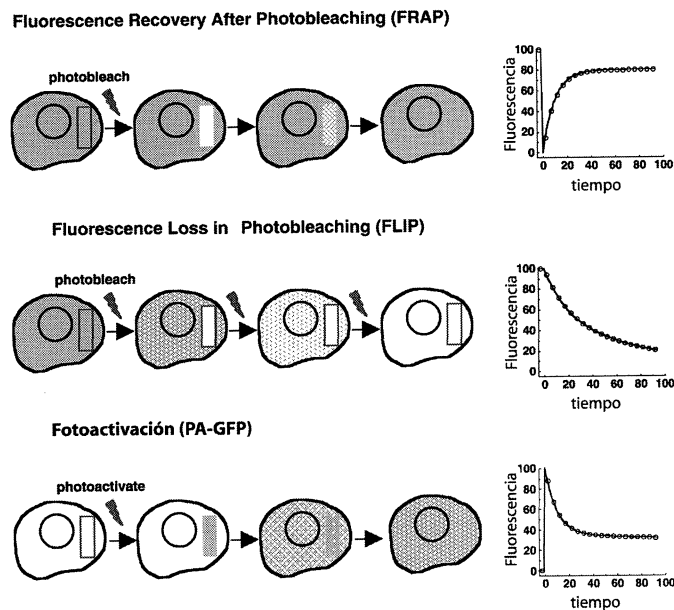 Fluorescence Recovery After Photobleaching (FRAP)
photobleach
Fluorescencia
100
80
60
40
20
0
0 20 40 60 80 100
tiempo
Fluorescence Loss in Photobleaching (FLIP)
photobleach
Fluorescencia
100
80
60
40
20
0
0 20 40 60 80 100
tiempo
Fotoactivación (PA-GFP)
photoactivate
Fluorescencia
100
80
60
40
20
0
0 20 40 60 80 100
tiempo